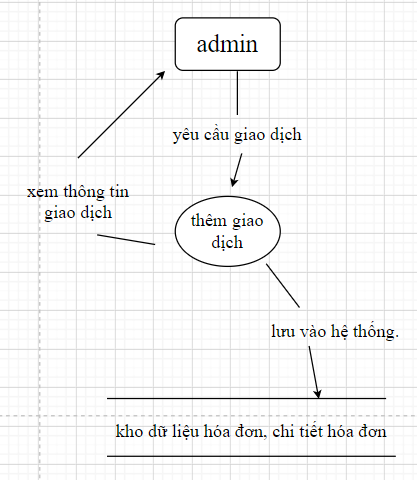 admin
yêu cầu giao dịch
xem thông tin
giao dịch
thêm giao
dịch
lưu vào hệ thống.
kho dữ liệu hóa đơn, chi tiết hóa đơn